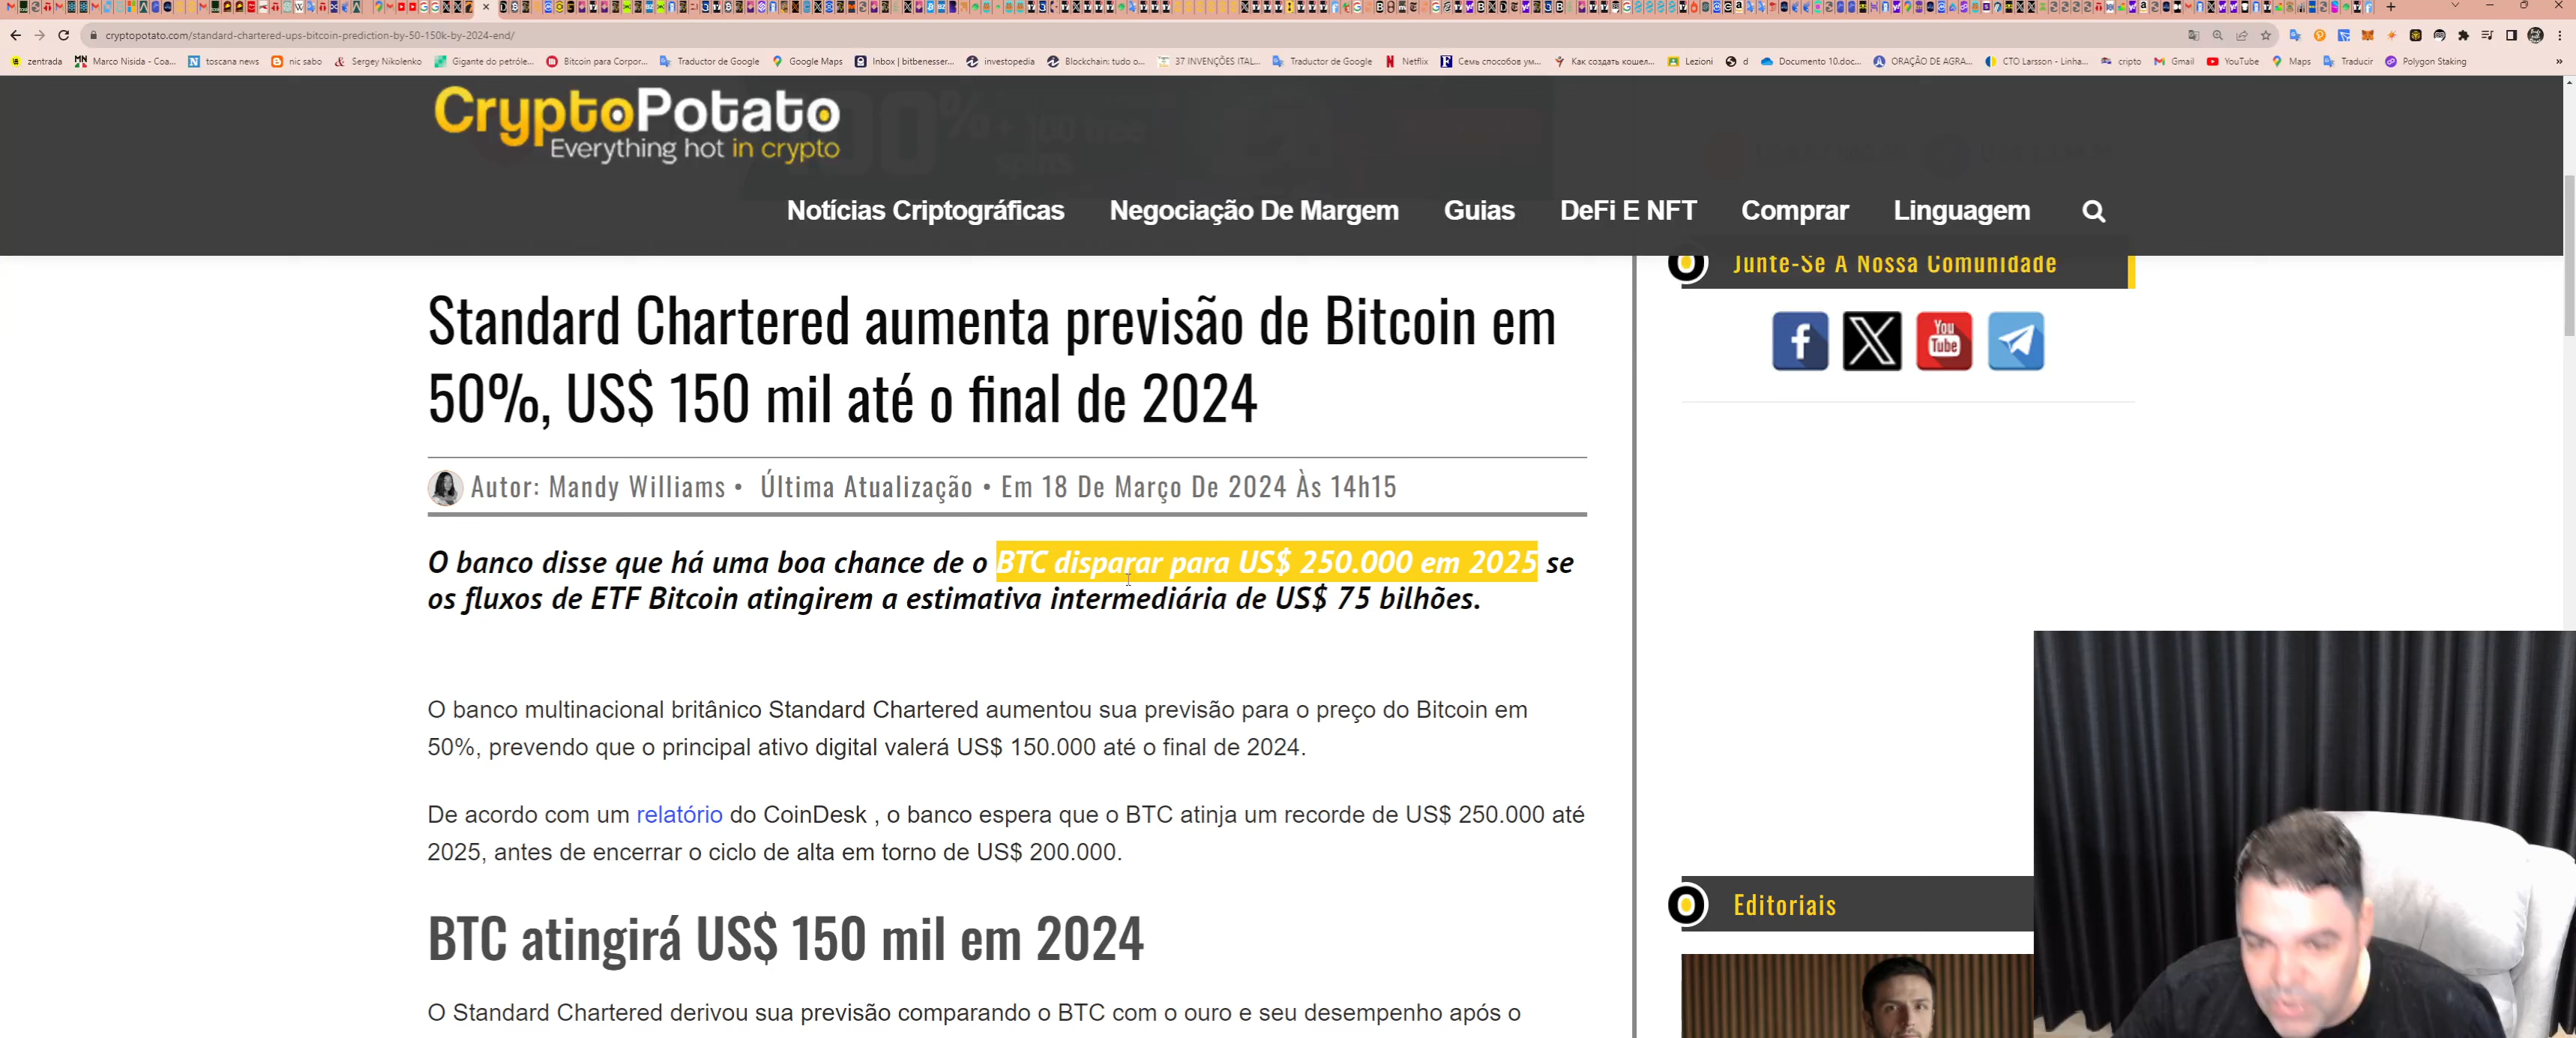 cryptopotato.com/standard-chartered-ups-bitcoin-prediction-by-50-150k-by-2024-end/
zentrada
Marco Nisida - Coa...
toscana news
nic sabo
Sergey Nikolenko
Gigante do petróle...
Bitcoin para Corpor...
Traductor de Google
Google Maps
Inbox | bitbenesser...
investopedia
Blockchain: tudo o...
37 INVENÇÕES ITAL...
Traductor de Google
Netflix
Семь способов ум...
Как создать кошел...
Lezioni
d
Documento 10.doc...
ORAÇÃO DE AGRA...
CTO Larsson - Linha...
cripto
Gmail
YouTube
Maps
Traducir
Polygon Staking
»
CryptoPotato
Everything hot in crypto
Notícias Criptográficas
Negociação De Margem
Guias
DeFi E NFT
Comprar
Linguagem
Junte-Se A Nossa Comunidade
You
Tube
Standard Chartered aumenta previsão de Bitcoin em
50%, US$ 150 mil até o final de 2024
Autor: Mandy Williams • Última Atualização • Em 18 De Março De 2024 Às 14h15
O banco disse que há uma boa chance de o BTC disparar para US$ 250.000 em 2025 se
os fluxos de ETF Bitcoin atingirem a estimativa intermediária de US$ 75 bilhões.
O banco multinacional britânico Standard Chartered aumentou sua previsão para o preço do Bitcoin em
50%, prevendo que o principal ativo digital valerá US$ 150.000 até o final de 2024.
De acordo com um relatório do CoinDesk , o banco espera que o BTC atinja um recorde de US$ 250.000 até
2025, antes de encerrar o ciclo de alta em torno de US$ 200.000.
Editoriais
BTC atingirá US$ 150 mil em 2024
O Standard Chartered derivou sua previsão comparando o BTC com o ouro e seu desempenho após o